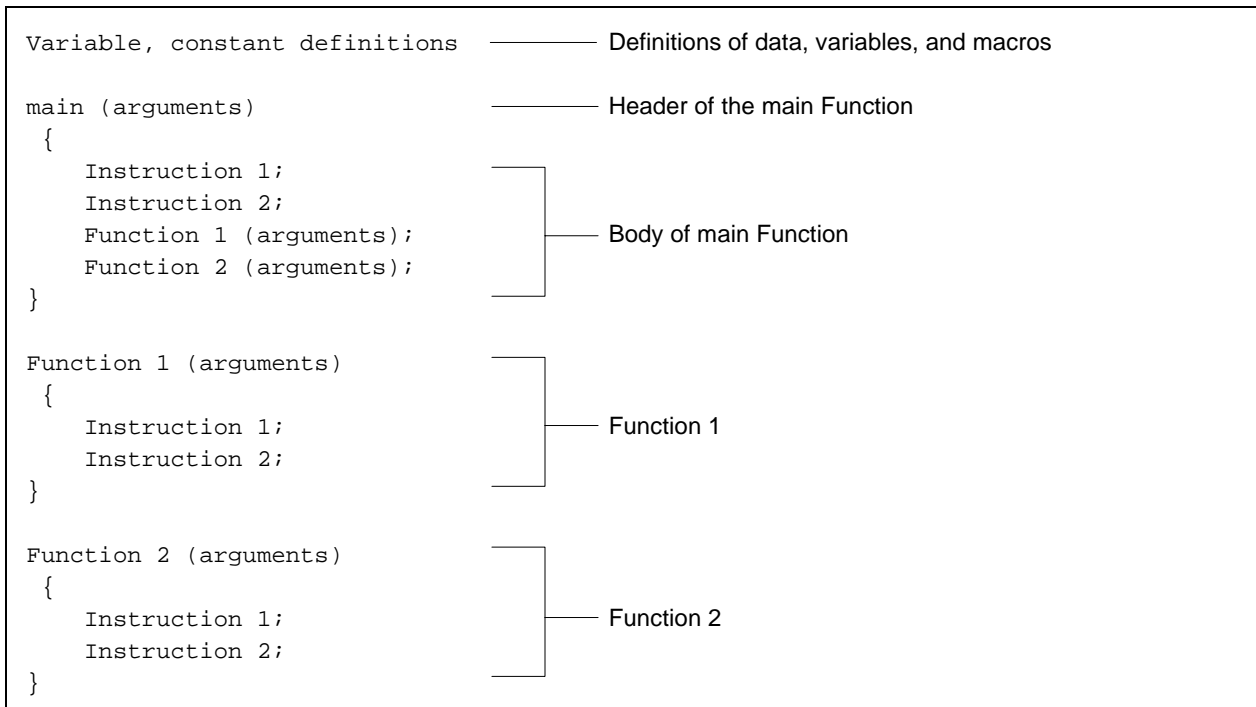 Variable, constant definitions Definitions of data, variables, and macros
main (arguments) Header of the main Function
{
Instruction 1;
Instruction 2;
Function 1 (arguments); Body of main Function
Function 2 (arguments);
}
Function 1 (arguments)
{
Instruction 1; Function 1
Instruction 2;
}
Function 2 (arguments)
{
Instruction 1; Function 2
Instruction 2;
}